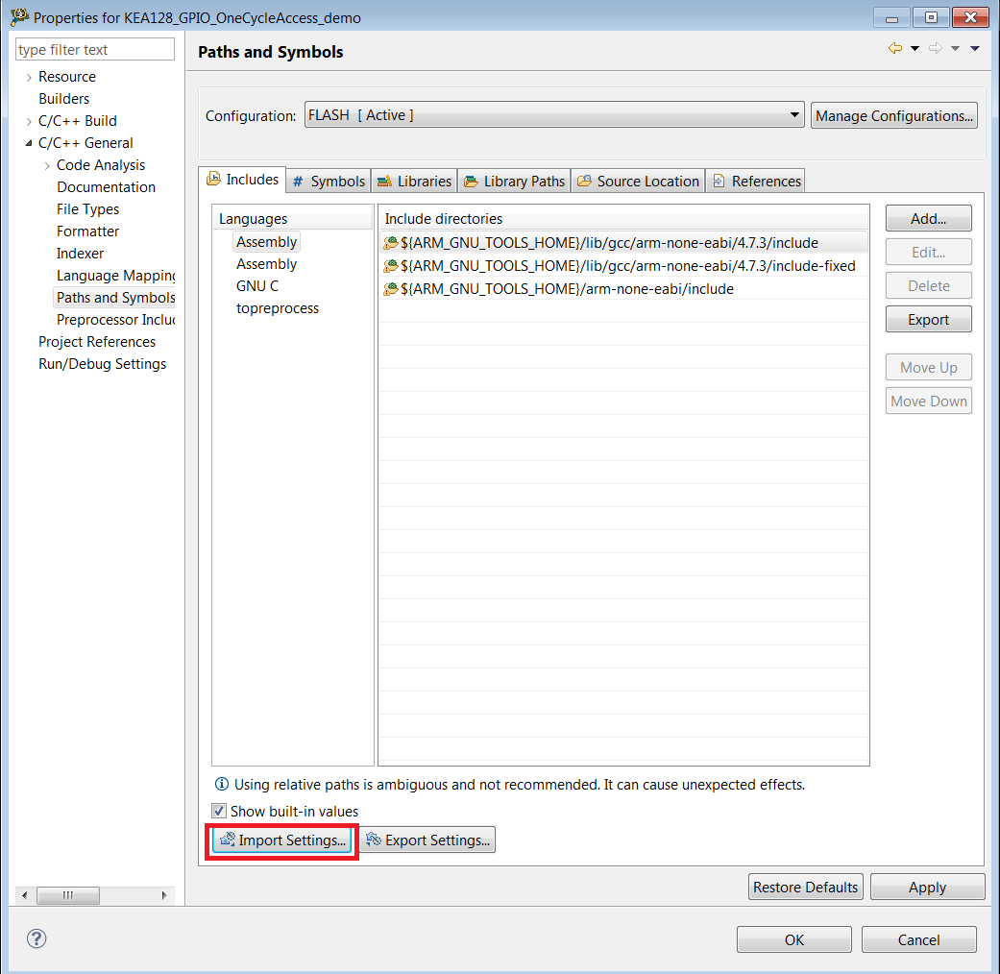 Properties for KEA128_GPIO_OneCycleAccess_demo
type filter text
Resource
Builders
C/C++ Build
C/C++ General
Code Analysis
Documentation
File Types
Formatter
Indexer
Language Mapping
Paths and Symbols
Preprocessor Includ
Project References
Run/Debug Settings
Paths and Symbols
Configuration: FLASH [ Active ] Manage Configurations...
Includes # Symbols Libraries Library Paths Source Location References
Languages
Assembly
Assembly
GNU C
topreprocess
Include directories
${ARM_GNU_TOOLS_HOME}/lib/gcc/arm-none-eabi/4.7.3/include
${ARM_GNU_TOOLS_HOME}/lib/gcc/arm-none-eabi/4.7.3/include-fixed
${ARM_GNU_TOOLS_HOME}/arm-none-eabi/include
Add...
Edit...
Delete
Export
Move Up
Move Down
Using relative paths is ambiguous and not recommended. It can cause unexpected effects.
Show built-in values
Import Settings... Export Settings...
Restore Defaults Apply
? OK Cancel